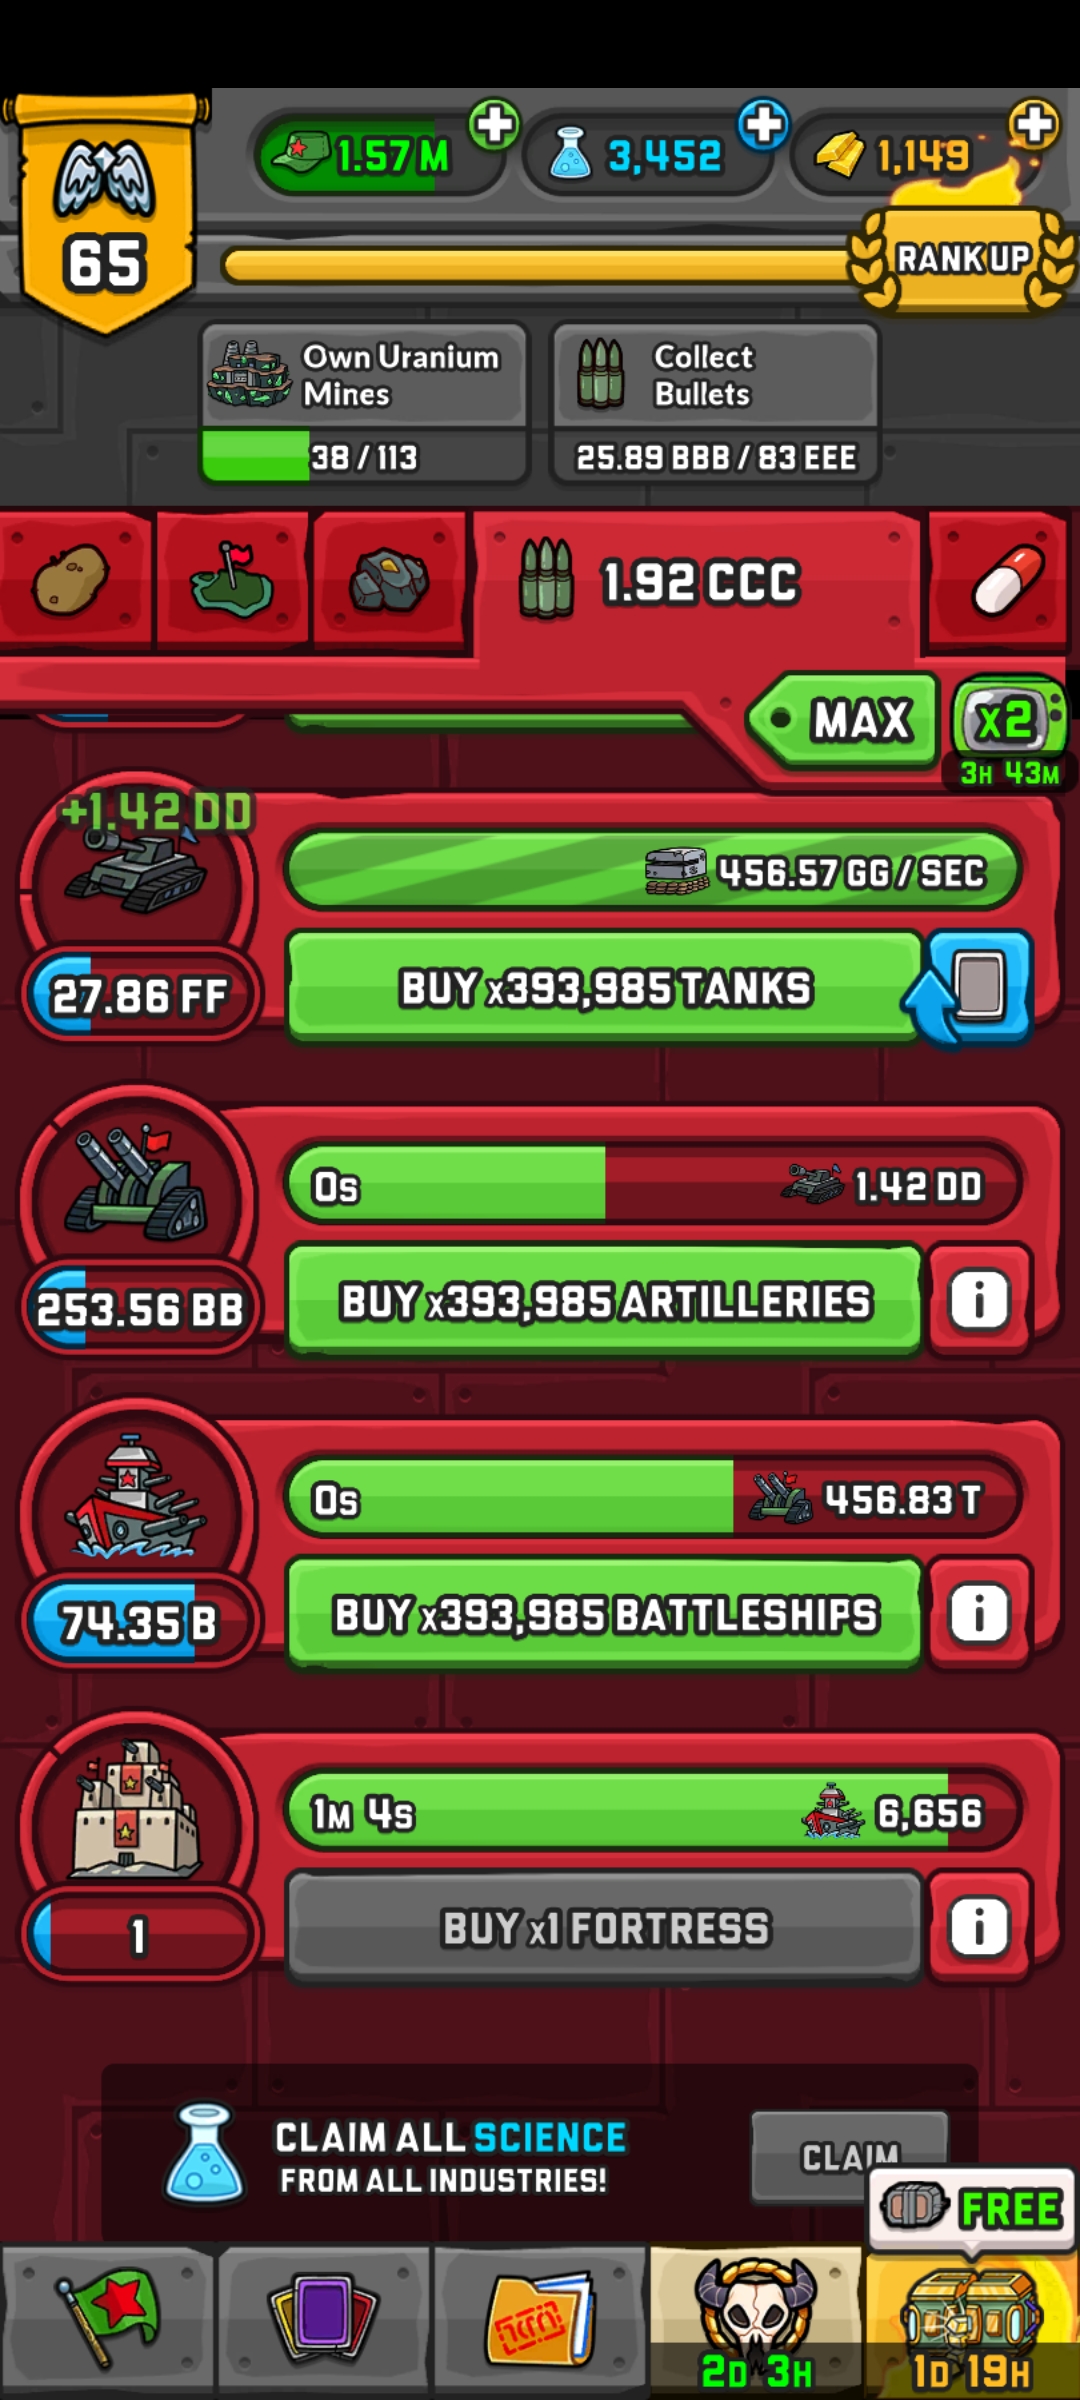 1.57 M
3,452
1,149
65
RANK UP
Own Uranium
Mines
38 / 113
Collect
Bullets
25.89 BBB / 83 EEE
1.92 CCC
MAX
x2
3H 43M
+1.42 DD
456.57 GG / SEC
27.86 FF
BUY x393,985 TANKS
0s
1.42 DD
253.56 BB
BUY x393,985 ARTILLERIES
i
0s
456.83 T
74.35 B
BUY x393,985 BATTLESHIPS
i
1M 4s
6,656
1
BUY x1 FORTRESS
i
CLAIM ALL SCIENCE
FROM ALL INDUSTRIES!
CLAIM
FREE
2D 3H
1D 19H